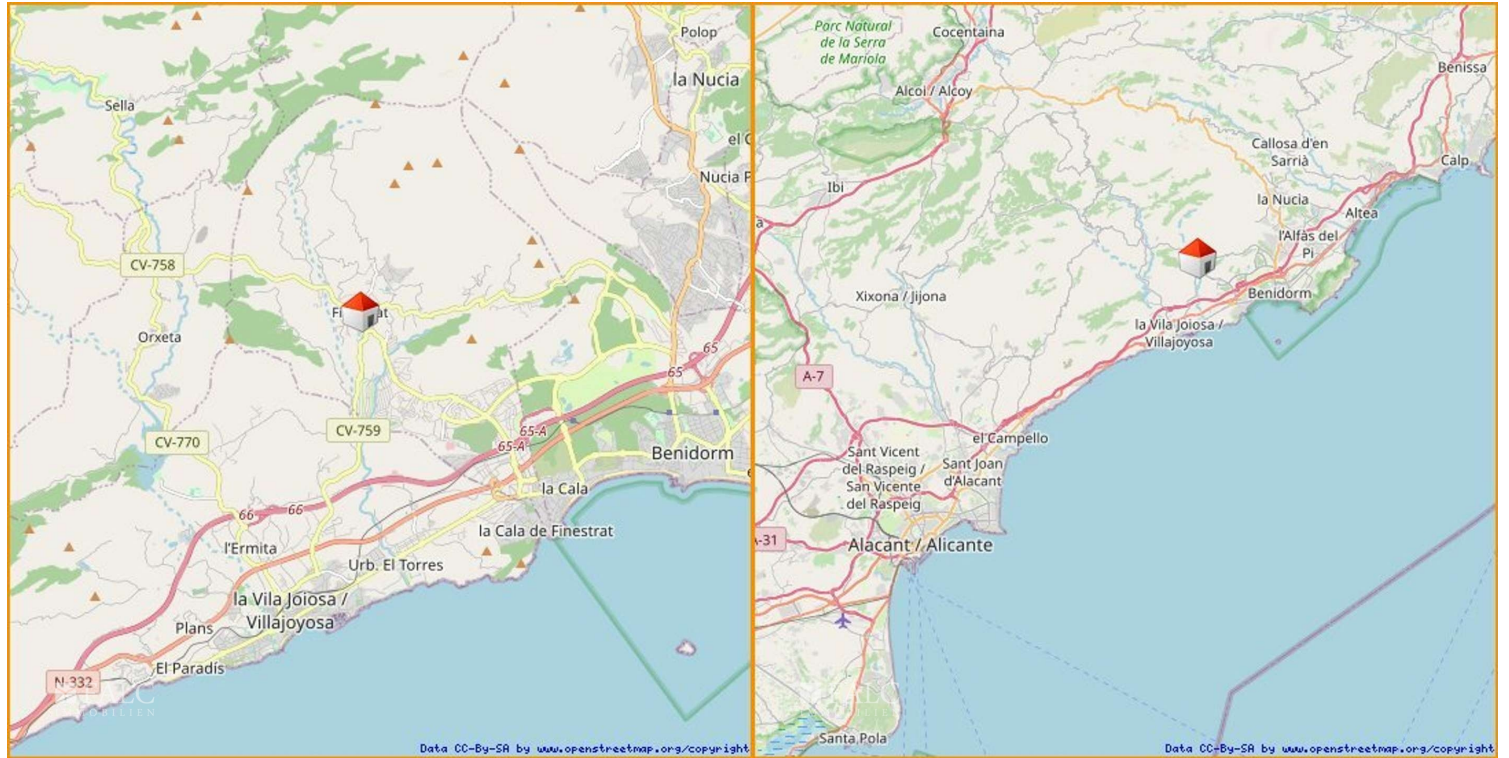 Polop
la Nucia
Sella
Nucia P
CV-758
Orxeta
65
65
CV-770
CV-759
65-A
65-A
Benidorm
la Cala
66
66
la Cala de Finestrat
l'Ermita
Urb. El Torres
la Vila Joiosa /
Villajoyosa
Plans
El Paradís
N-332
Data CC-By-SA by www.openstreetmap.org/copyright
Parc Natural
de la Serra
de Mariola
Cocentaina
Benissa
Alcoi / Alcoy
Callosa d'en
Sarrià
Calp
Ibi
la Nucia
Altea
l'Alfàs del
Pi
Xixona / Jijona
Benidorm
la Vila Joiosa /
Villajoyosa
A-7
el Campello
Sant Vicent
del Raspeig /
San Vicente
del Raspeig
Sant Joan
d'Alacant
A-31
Alacant / Alicante
Santa Pola
Data CC-By-SA by www.openstreetmap.org/copyright